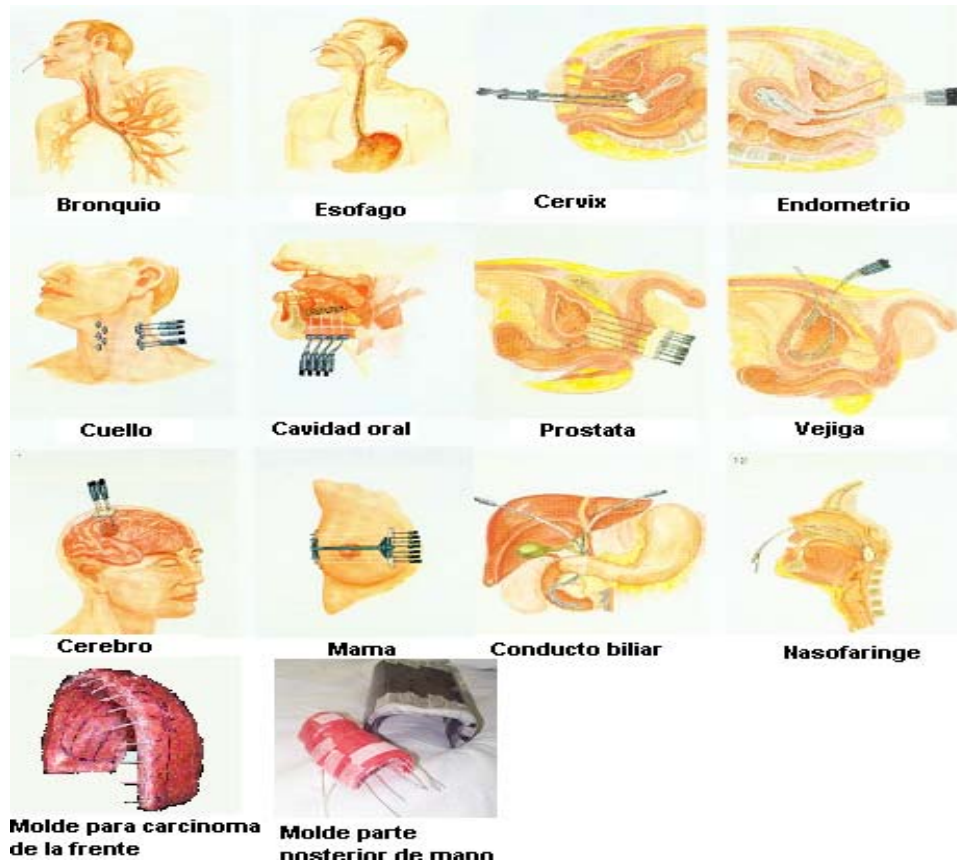 Bronquio
Esofago
Cervix
Endometrio
Cuello
Cavidad oral
Prostata
Vejiga
12
Cerebro
Mama
Conducto biliar
Nasofaringe
Molde para carcinoma
de la frente
Molde parte
posterior de mano